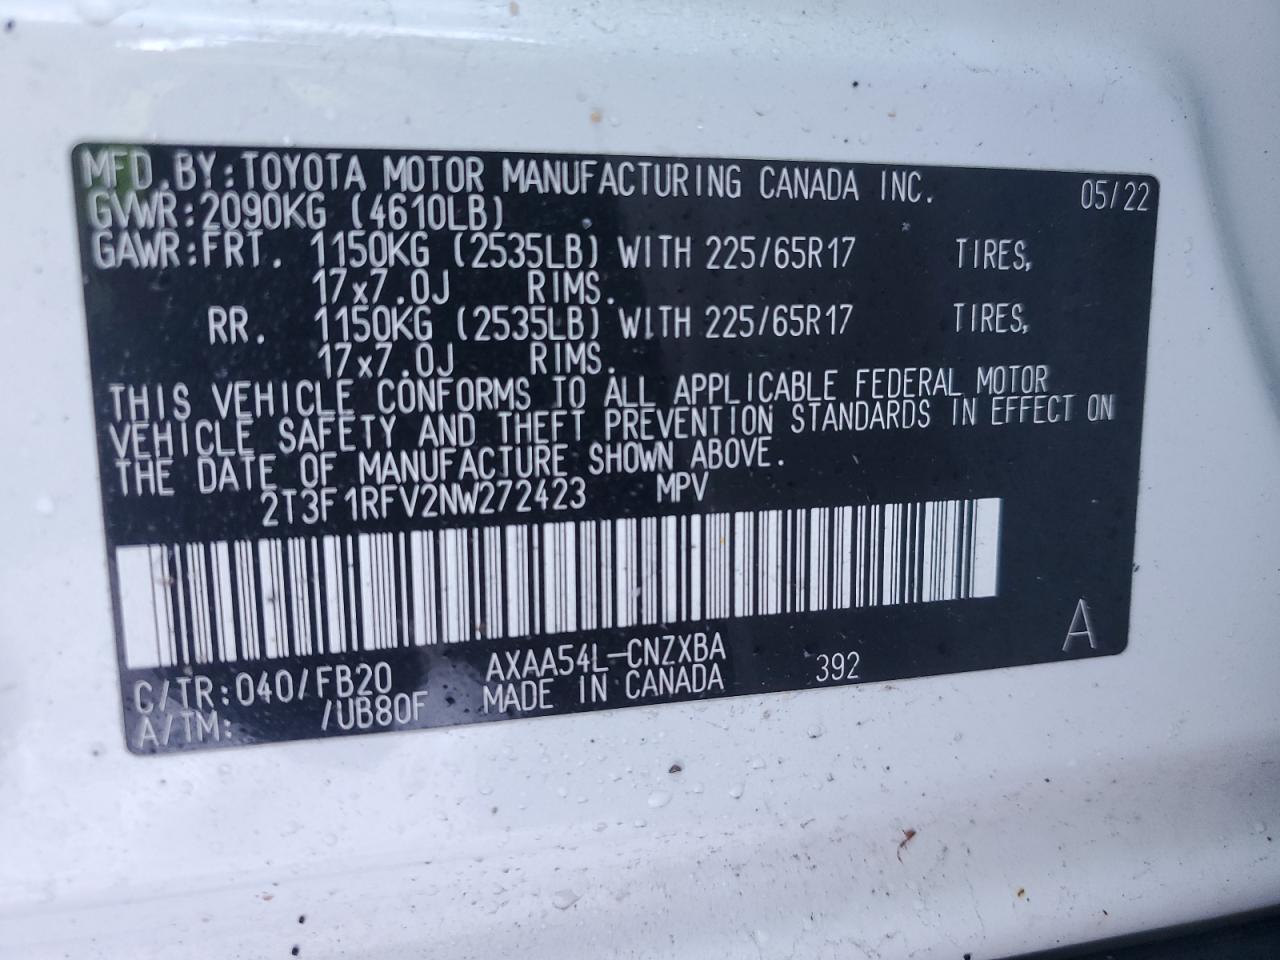 MFD.BY:TOYOTA MOTOR MANUFACTURING CANADA INC. 05/22
GVWR:2090KG (4610LB)
GAWR:FRT. 1150KG (2535LB) WITH 225/65R17 TIRES,
17x7.0J RIMS.
RR. 1150KG (2535LB) WITH 225/65R17 TIRES,
17x7.0J RIMS.
THIS VEHICLE CONFORMS TO ALL APPLICABLE FEDERAL MOTOR
VEHICLE SAFETY AND THEFT PREVENTION STANDARDS IN EFFECT ON
THE DATE OF MANUFACTURE SHOWN ABOVE.
2T3F1RFV2NW272423 MPV
C/TR:040/FB20 AXAA54L-CNZXBA 392 A
A/TM: /UB80F MADE IN CANADA